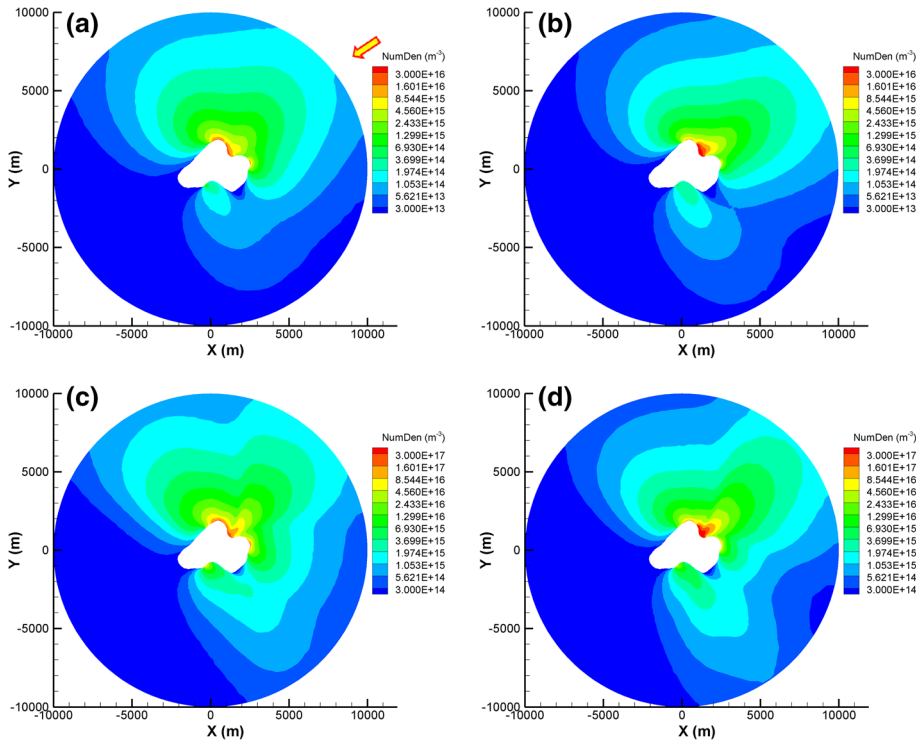 (a)
NumDen (m-3)
3.000E+16
1.601E+16
8.544E+15
4.560E+15
2.433E+15
1.299E+15
6.930E+14
3.699E+14
1.974E+14
1.053E+14
5.621E+13
3.000E+13
10000
5000
0
-5000
-10000
Y (m)
-10000 -5000 0 5000 10000
X (m)
(b)
NumDen (m-3)
3.000E+16
1.601E+16
8.544E+15
4.560E+15
2.433E+15
1.299E+15
6.930E+14
3.699E+14
1.974E+14
1.053E+14
5.621E+13
3.000E+13
10000
5000
0
-5000
-10000
Y (m)
-10000 -5000 0 5000 10000
X (m)
(c)
NumDen (m-3)
3.000E+17
1.601E+17
8.544E+16
4.560E+16
2.433E+16
1.299E+16
6.930E+15
3.699E+15
1.974E+15
1.053E+15
5.621E+14
3.000E+14
10000
5000
0
-5000
-10000
Y (m)
-10000 -5000 0 5000 10000
X (m)
(d)
NumDen (m-3)
3.000E+17
1.601E+17
8.544E+16
4.560E+16
2.433E+16
1.299E+16
6.930E+15
3.699E+15
1.974E+15
1.053E+15
5.621E+14
3.000E+14
10000
5000
0
-5000
-10000
Y (m)
-10000 -5000 0 5000 10000
X (m)